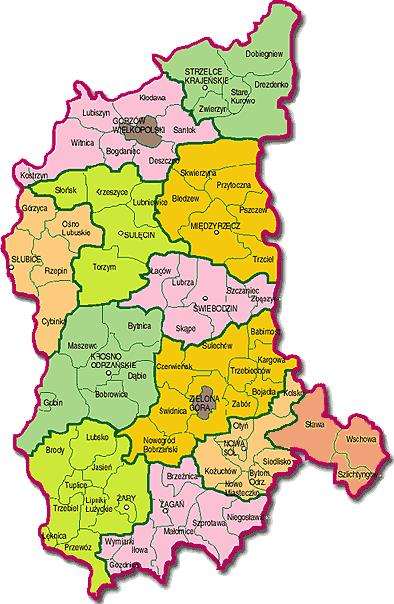 Dobiegniew
STRZELCE
KRAJEŃSKIE
Drezdenko
Stare
Kurowo
Zwierzyn
Kłodawa
Lubiszyn
GORZÓW
WIELKOPOLSKI
Santok
Witnica
Bogdaniec
Deszczno
Kostrzyn
Skwierzyna
Przytoczna
Słońsk
Krzeszyce
Bledzew
Lubniewice
Pszczew
Górzyca
Ośno
Lubuskie
SULĘCIN
MIĘDZYRZECZ
SŁUBICE
Rzepin
Torzym
Trzciel
Łagów
Lubrza
Szczaniec
Zbąszyn
ŚWIEBODZIN
Cybinka
Bytnica
Skąpe
Babimost
Maszewo
Sulechów
KROSNO
ODRZAŃSKIE
Kargowa
Czerwieńsk
Trzebiechów
Dąbie
Bojadła
Kolsko
Bobrowice
Gubin
ZIELONA
GÓRA
Zabór
Świdnica
Otyń
Sława
Lubsko
Nowogród
Bobrzański
NOWA
SÓL
Wschowa
Brody
Jasień
Siedlisko
Kożuchów
Bytom
Odrz.
Szlichtyngowa
Tuplice
Brzeźnica
Nowe
Miasteczko
Lipinki
Łużyckie
ŻARY
ŻAGAŃ
Trzebiel
Niegosławice
Szprotawa
Małomice
Łęknica
Przewóz
Wymiarki
Iłowa
Gozdnica